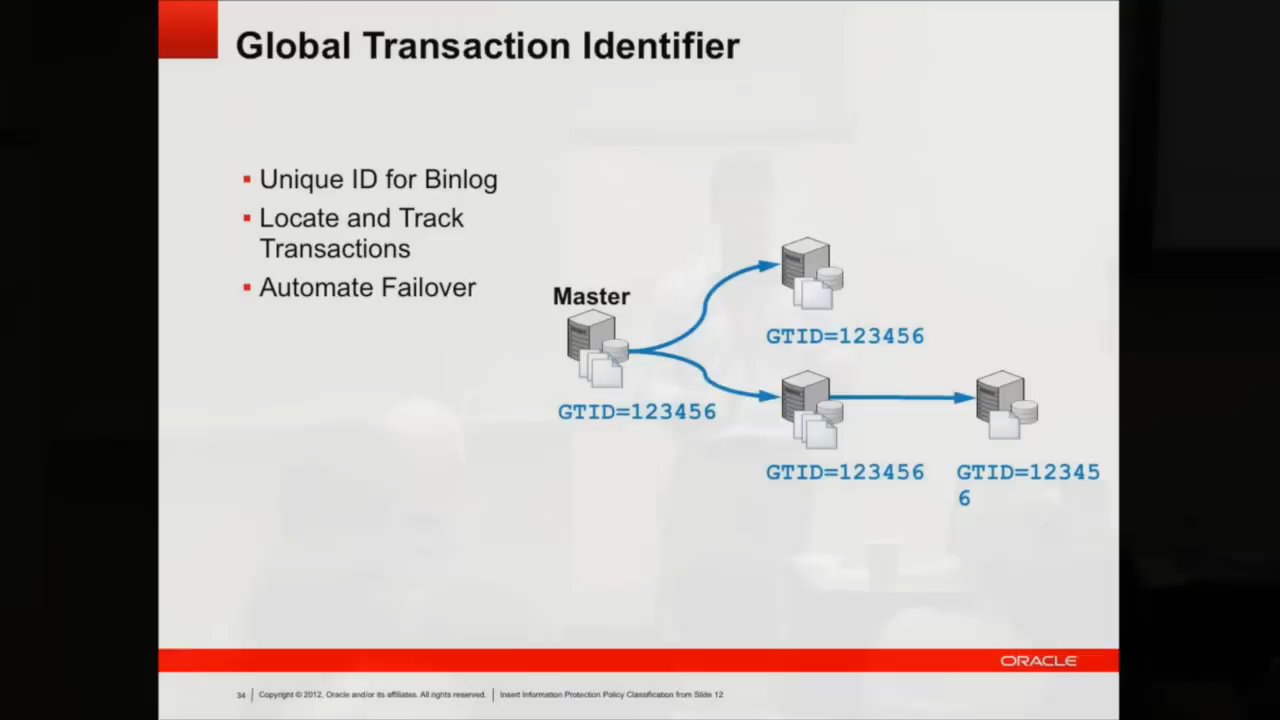 Global Transaction Identifier
Unique ID for Binlog
Locate and Track
Transactions
Automate Failover
Master
GTID=123456
GTID=123456
GTID=123456
GTID=12345
6
ORACLE
34
Copyright © 2012, Oracle and/or its affiliates. All rights reserved.
Insert Information Protection Policy Classification from Slide 12